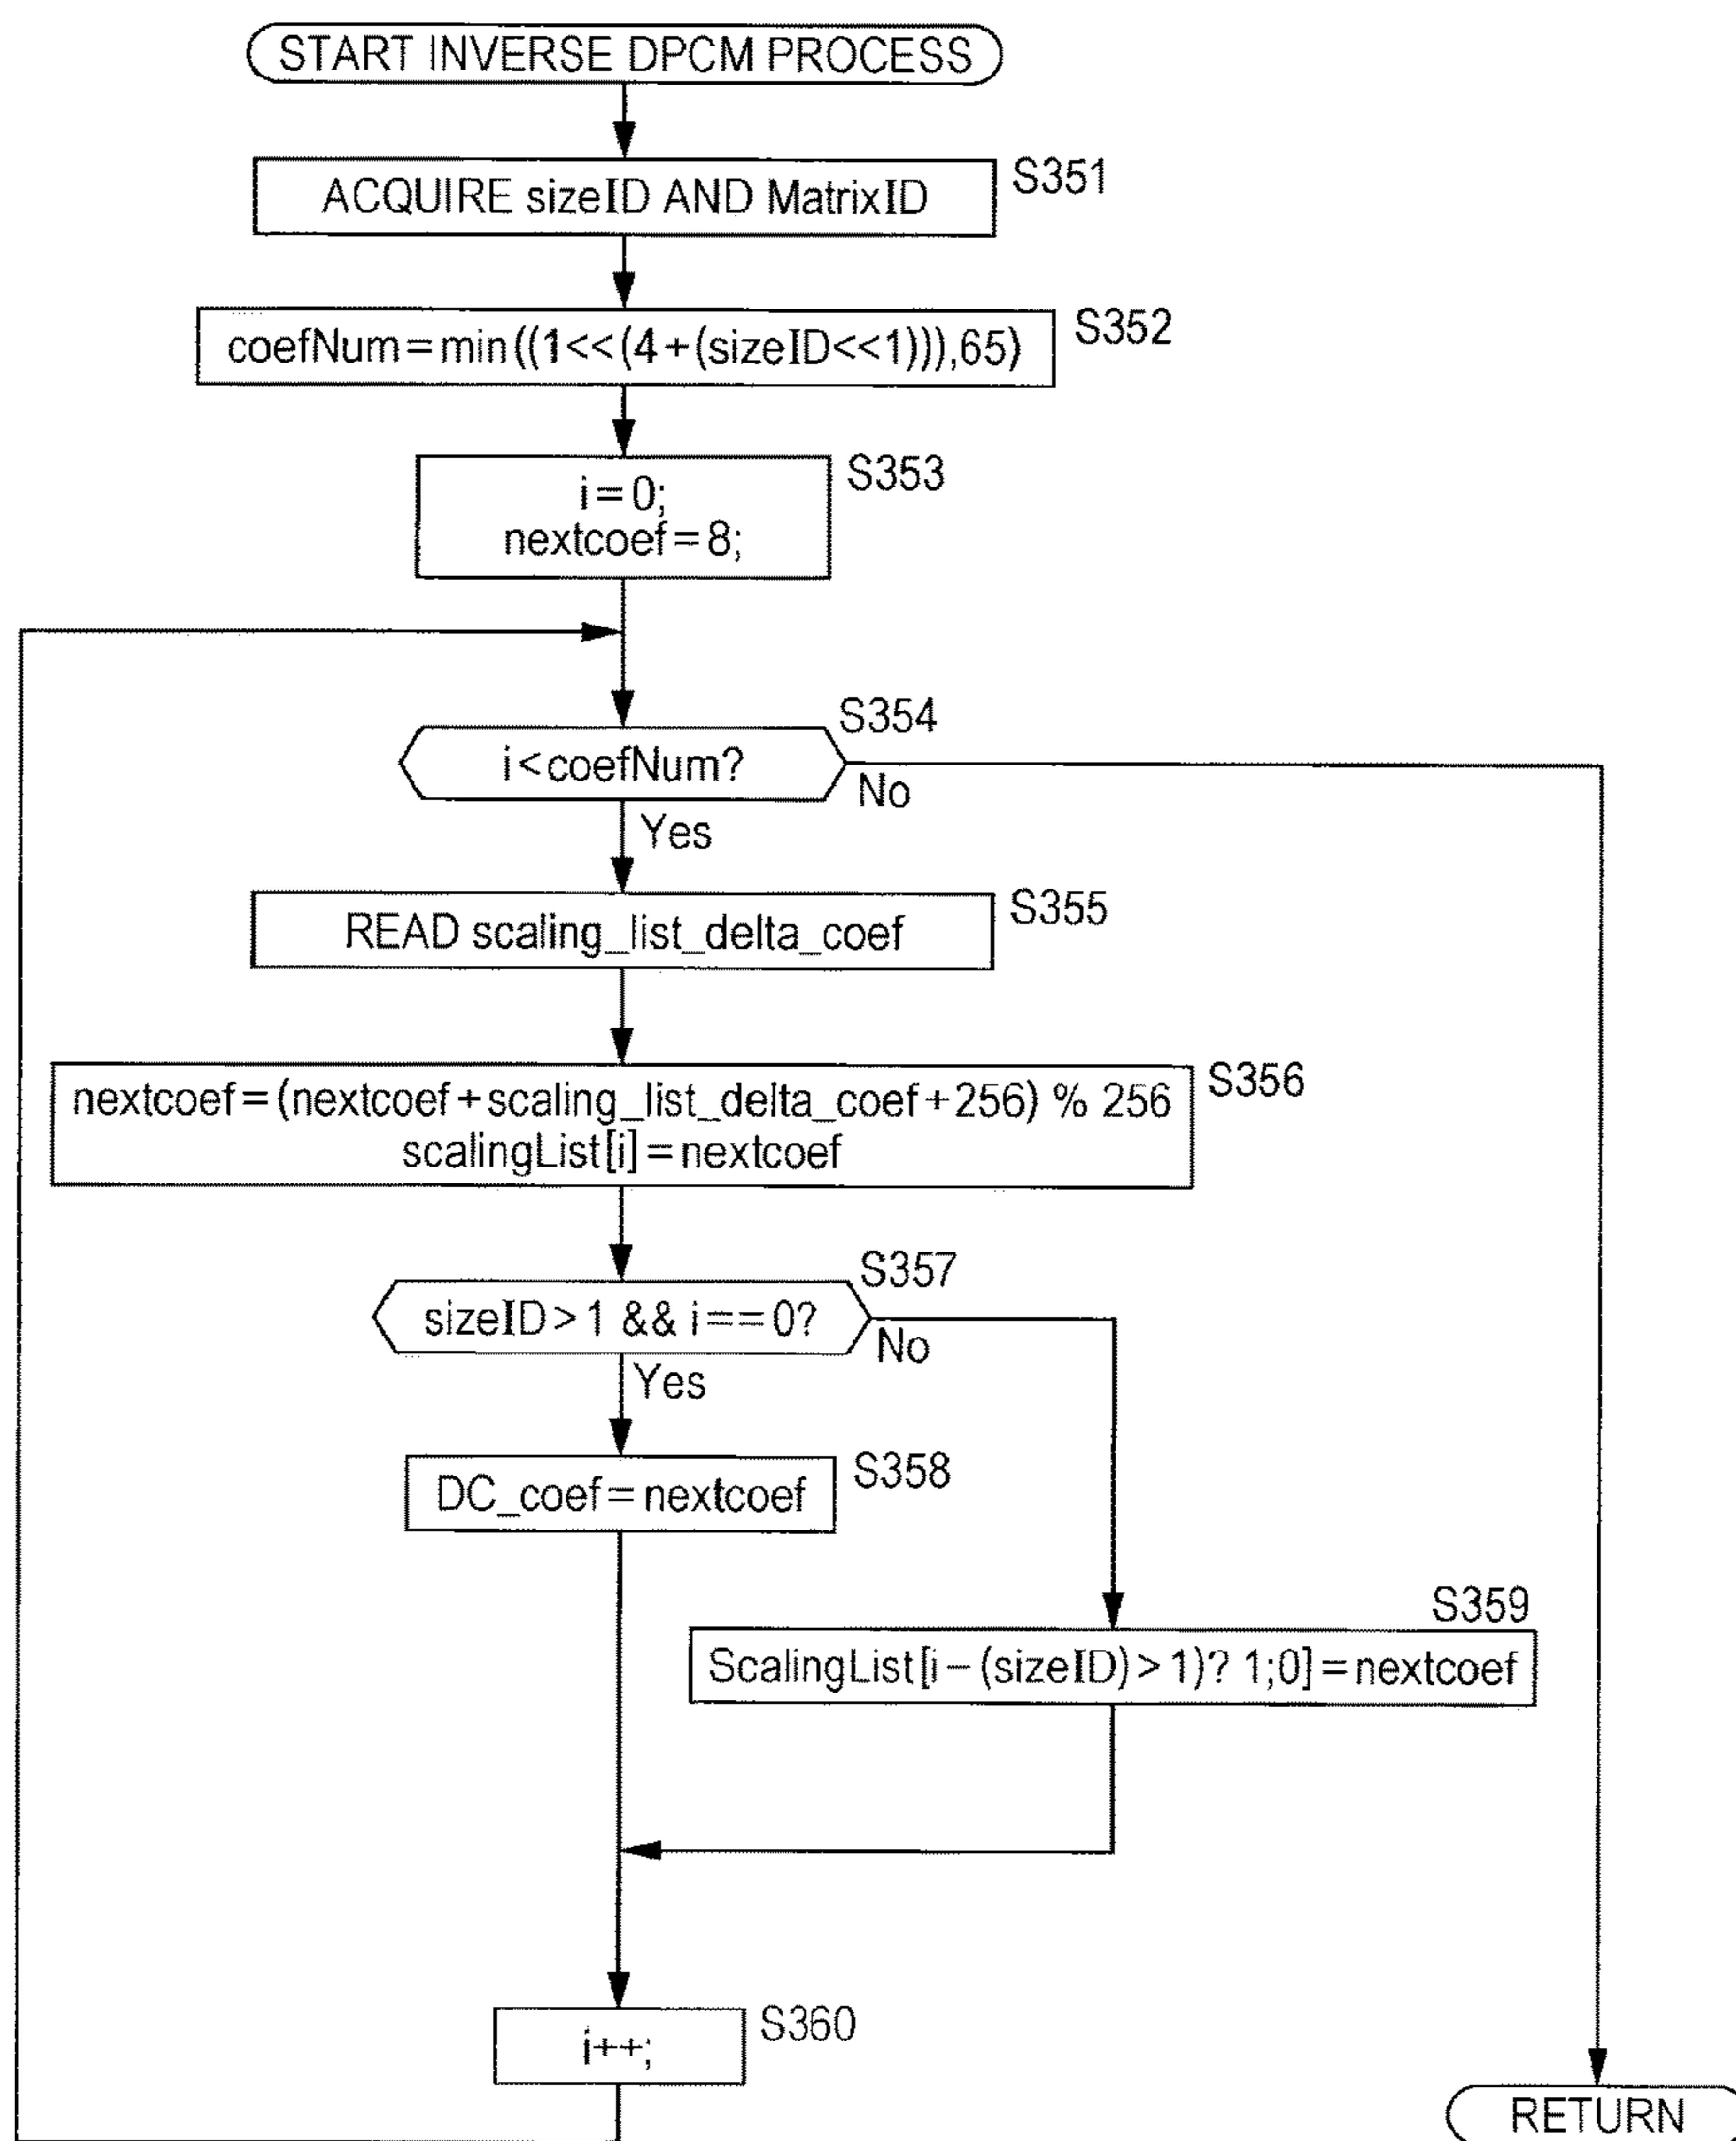 START INVERSE DPCM PROCESS
S351
ACQUIRE sizeID AND MatrixID
S352
coefNum=min((1<<(4+(sizeID<<1))),65)
S353
i=0;
nextcoef=8;
S354
i<coefNum?
No
Yes
S355
READ scaling_list_delta_coef
S356
nextcoef=(nextcoef+scaling_list_delta_coef+256) % 256
scalingList[i]=nextcoef
S357
sizeID>1 && i==0?
No
Yes
S358
DC_coef=nextcoef
S359
ScalingList[i-(sizeID)>1)? 1;0]=nextcoef
S360
i++;
RETURN